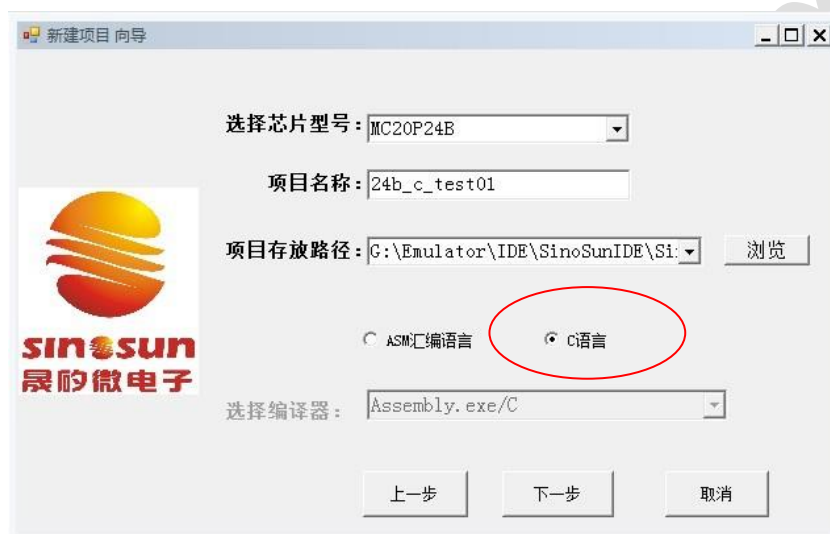 新建项目 向导
选择芯片型号：MC20P24B
项目名称：24b_c_test01
项目存放路径：G:\Emulator\IDE\SinoSunIDE\Si 浏览
ASM汇编语言 C语言
sinosun
晟矽微电子
选择编译器： Assembly.exe/C
上一步 下一步 取消